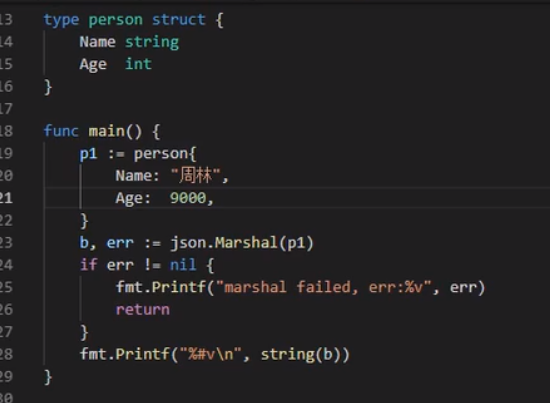 13 type person struct {
14 Name string
15 Age  int
16 }
17
18 func main() {
19 p1 := person{
20 Name: "周林",
21 Age:  9000,
22 }
23 b, err := json.Marshal(p1)
24 if err != nil {
25 fmt.Printf("marshal failed, err:%v", err)
26 return
27 }
28 fmt.Printf("%#v\n", string(b))
29 }
30